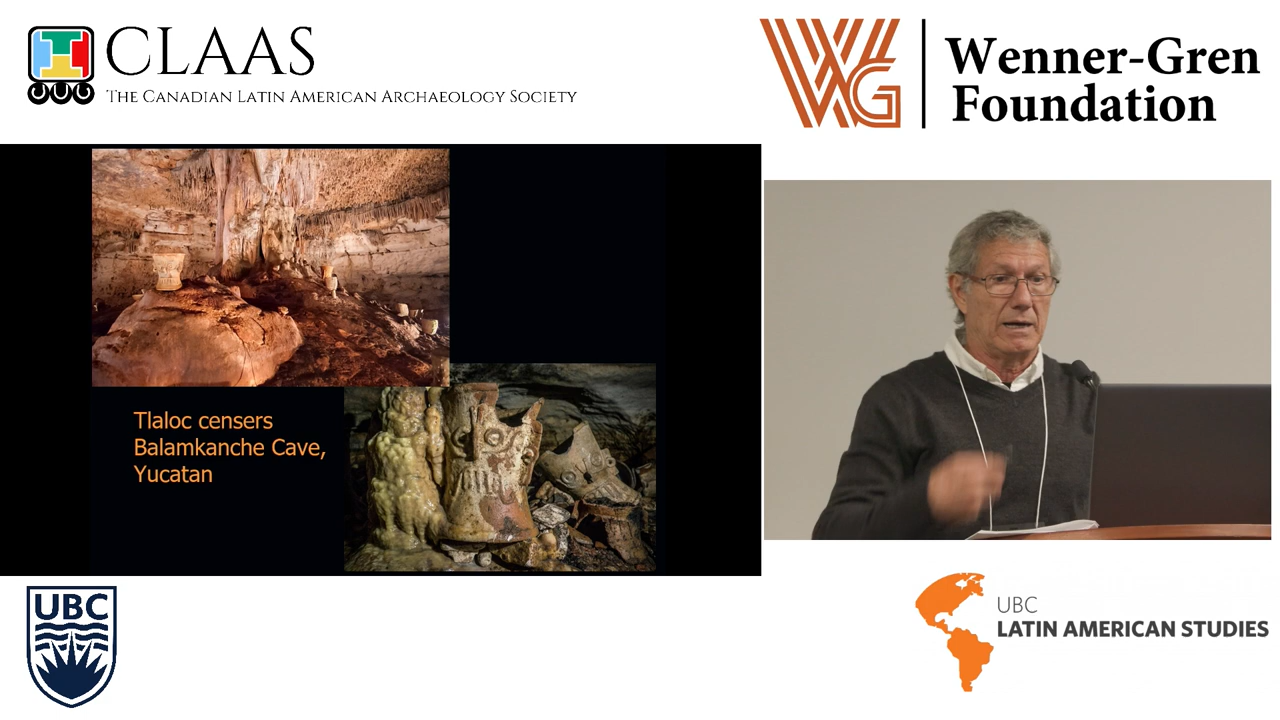 CLAAS
The Canadian Latin American Archaeology Society
WG
Wenner-Gren
Foundation
Tlaloc censers
Balamkanche Cave,
Yucatan
UBC
UBC
LATIN AMERICAN STUDIES